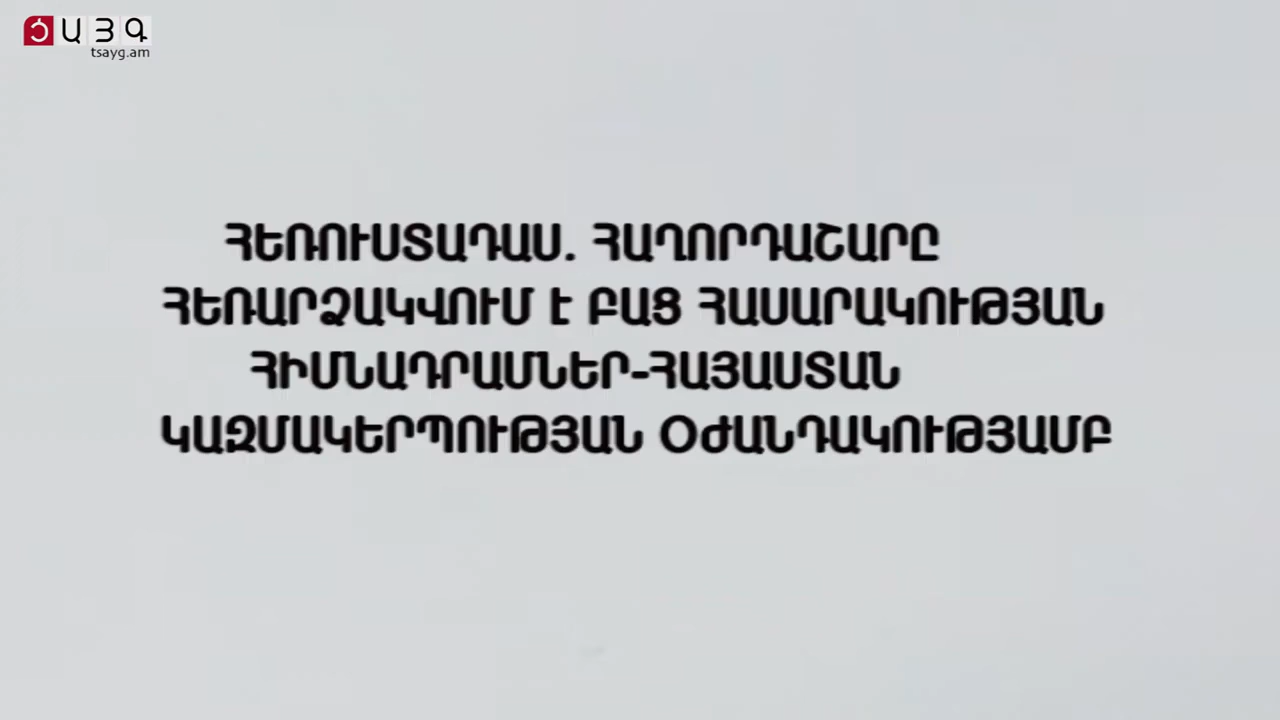 ԾԱՅԳ
tsayg.am
ՀԵՌՈՒՍՏԱԴԱՍ. ՀԱՂՈՐԴԱՇԱՐԸ
ՀԵՌԱՐՁԱԿՎՈՒՄ Է ԲԱՑ ՀԱՍԱՐԱԿՈՒԹՅԱՆ
ՀԻՄՆԱԴՐԱՄՆԵՐ-ՀԱՅԱՍՏԱՆ
ԿԱԶՄԱԿԵՐՊՈՒԹՅԱՆ ՕԺԱՆԴԱԿՈՒԹՅԱՄԲ